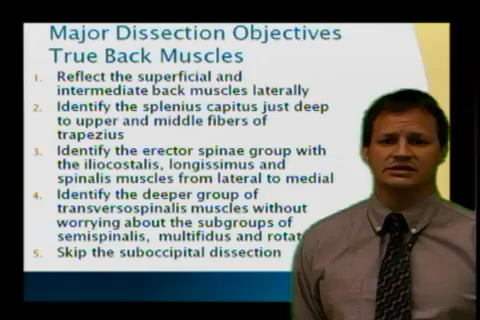 Major Dissection Objectives
True Back Muscles
1. Reflect the superficial and
intermediate back muscles laterally
2. Identify the splenius capitus just deep
to upper and middle fibers of
trapezius
3. Identify the erector spinae group with
the iliocostalis, longissimus and
spinalis muscles from lateral to medial
4. Identify the deeper group of
transversospinalis muscles without
worrying about the subgroups of
semispinalis, multifidus and rotat
5. Skip the suboccipital dissection